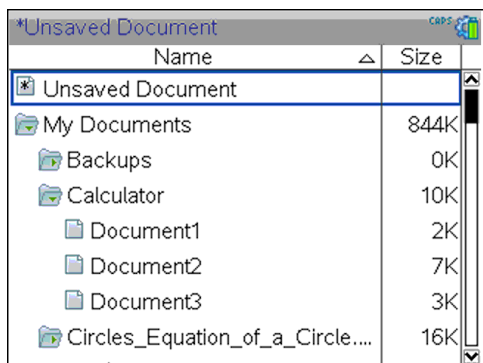 *Unsaved Document CAPS
Name Size
Unsaved Document
My Documents 844K
Backups 0K
Calculator 10K
Document1 2K
Document2 7K
Document3 3K
Circles_Equation_of_a_Circle.... 16K